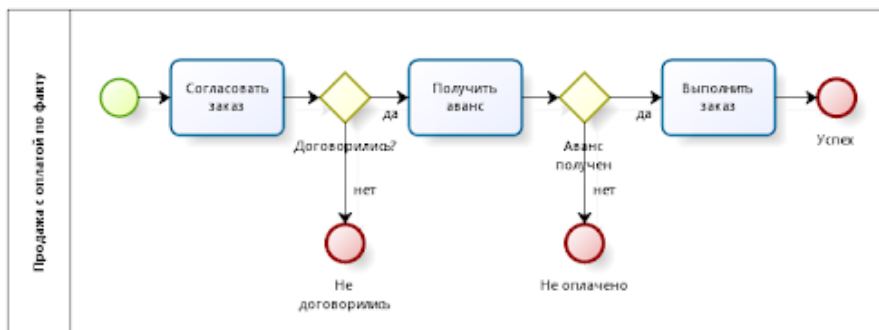 Продажа с оплатой по факту
Согласовать
заказ
Договорились?
да
нет
Не
договорились
Получить
аванс
Аванс
получен
да
нет
Не оплачено
Выполнить
заказ
Успех